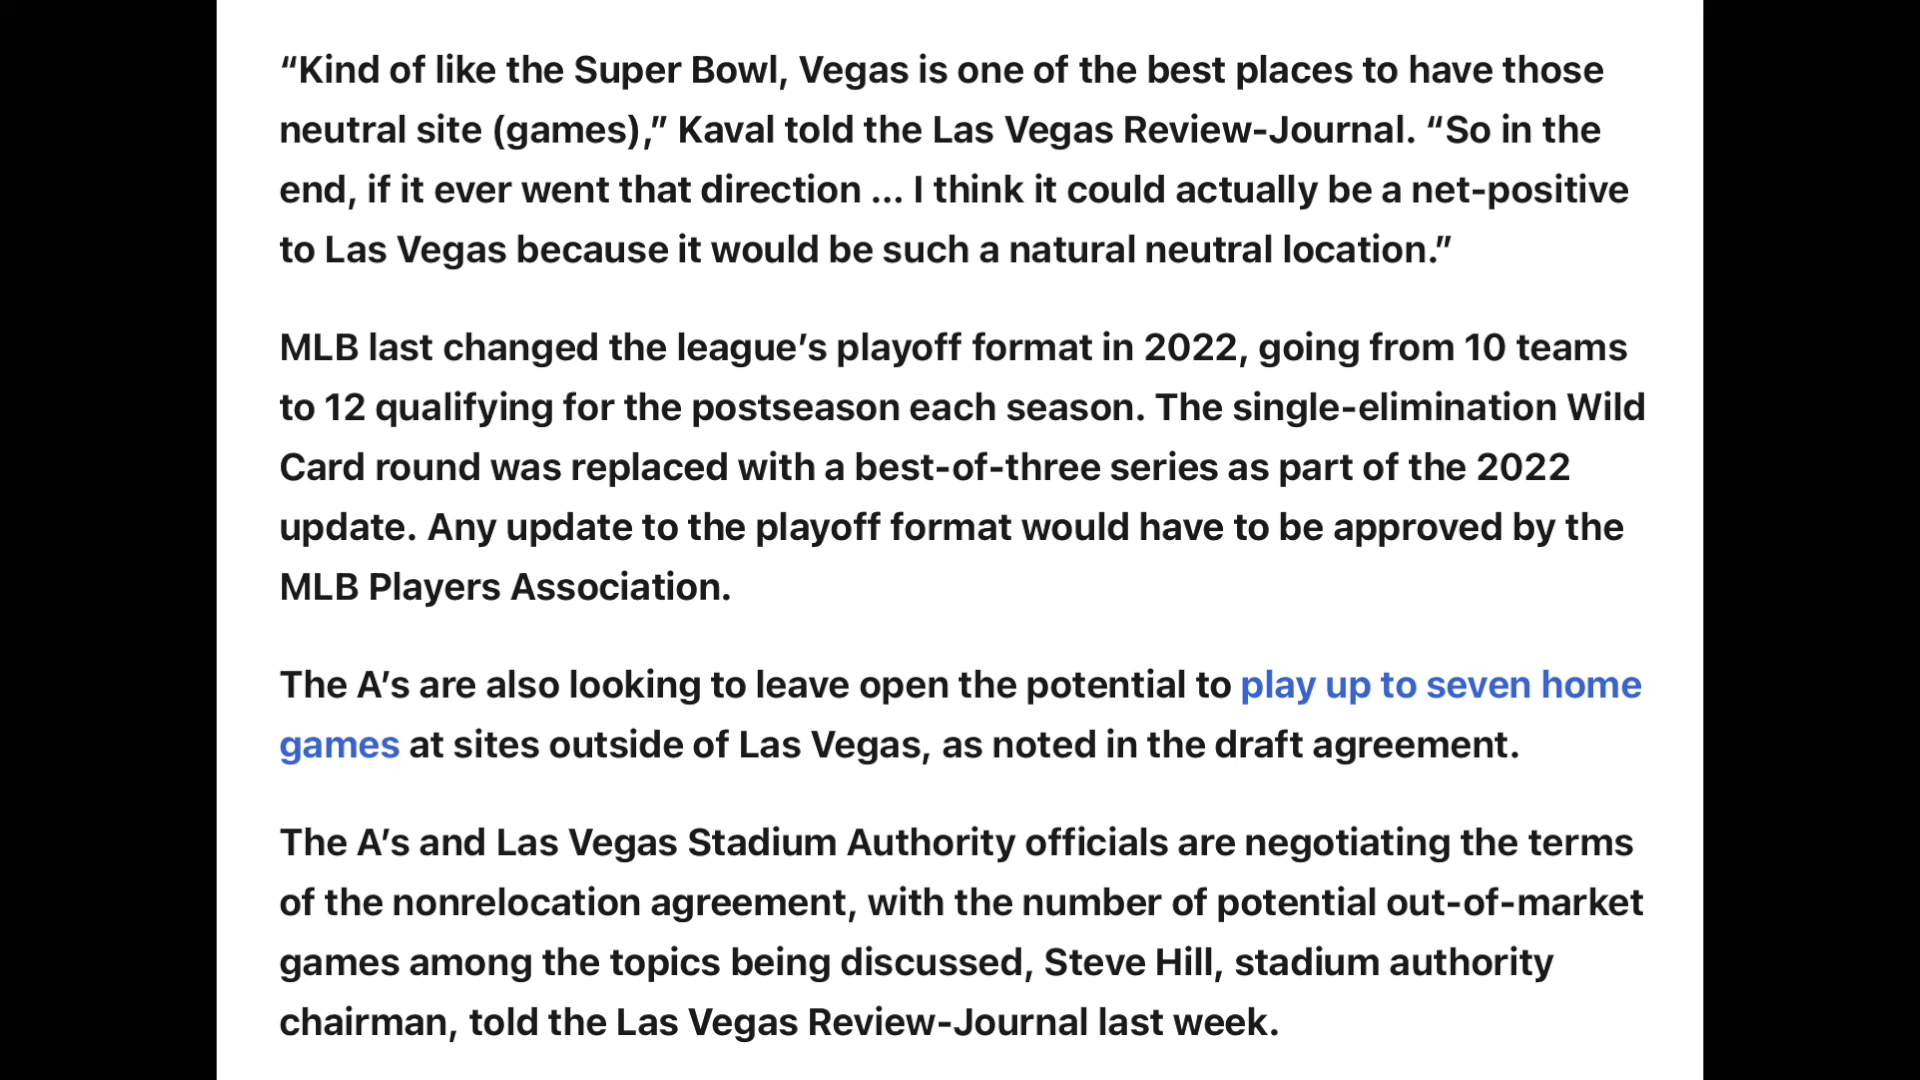 “Kind of like the Super Bowl, Vegas is one of the best places to have those
neutral site (games),” Kaval told the Las Vegas Review-Journal. “So in the
end, if it ever went that direction ... I think it could actually be a net-positive
to Las Vegas because it would be such a natural neutral location.”
MLB last changed the league’s playoff format in 2022, going from 10 teams
to 12 qualifying for the postseason each season. The single-elimination Wild
Card round was replaced with a best-of-three series as part of the 2022
update. Any update to the playoff format would have to be approved by the
MLB Players Association.
The A’s are also looking to leave open the potential to play up to seven home
games at sites outside of Las Vegas, as noted in the draft agreement.
The A’s and Las Vegas Stadium Authority officials are negotiating the terms
of the nonrelocation agreement, with the number of potential out-of-market
games among the topics being discussed, Steve Hill, stadium authority
chairman, told the Las Vegas Review-Journal last week.